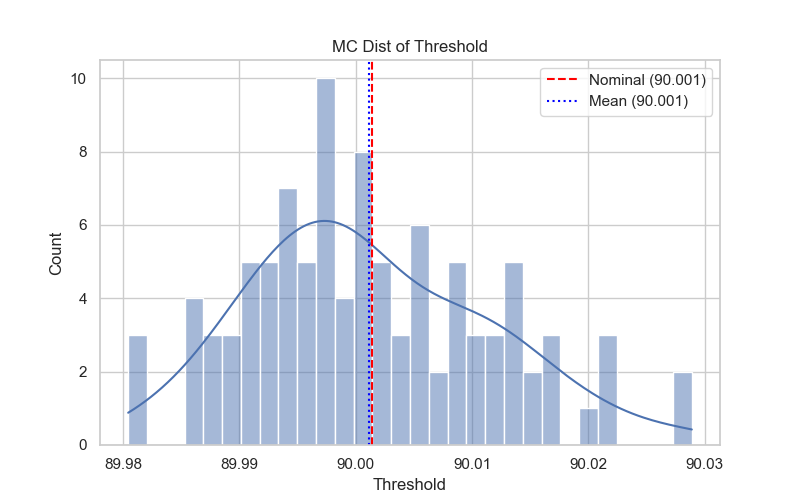 MC Dist of Threshold
Nominal (90.001)
Mean (90.001)
Count
10
8
6
4
2
0
89.98 89.99 90.00 90.01 90.02 90.03
Threshold